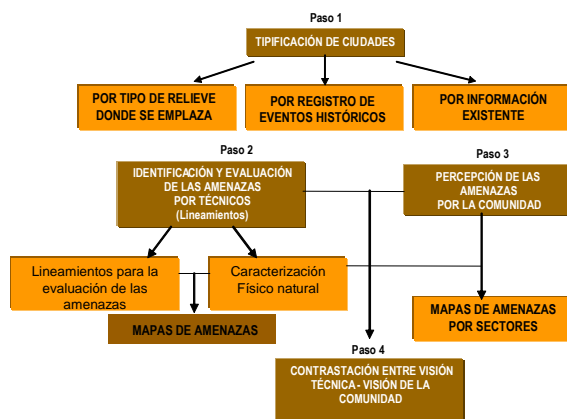 Paso 1
TIPIFICACIÓN DE CIUDADES
POR TIPO DE RELIEVE
DONDE SE EMPLAZA
POR REGISTRO DE
EVENTOS HISTÓRICOS
POR INFORMACIÓN
EXISTENTE
Paso 2
IDENTIFICACIÓN Y EVALUACIÓN
DE LAS AMENAZAS
POR TÉCNICOS
(Lineamientos)
Paso 3
PERCEPCIÓN DE LAS
AMENAZAS
POR LA COMUNIDAD
Lineamientos para la
evaluación de las
amenazas
Caracterización
Físico natural
MAPAS DE AMENAZAS
MAPAS DE AMENAZAS
POR SECTORES
Paso 4
CONTRASTACIÓN ENTRE VISIÓN
TÉCNICA- VISIÓN DE LA
COMUNIDAD